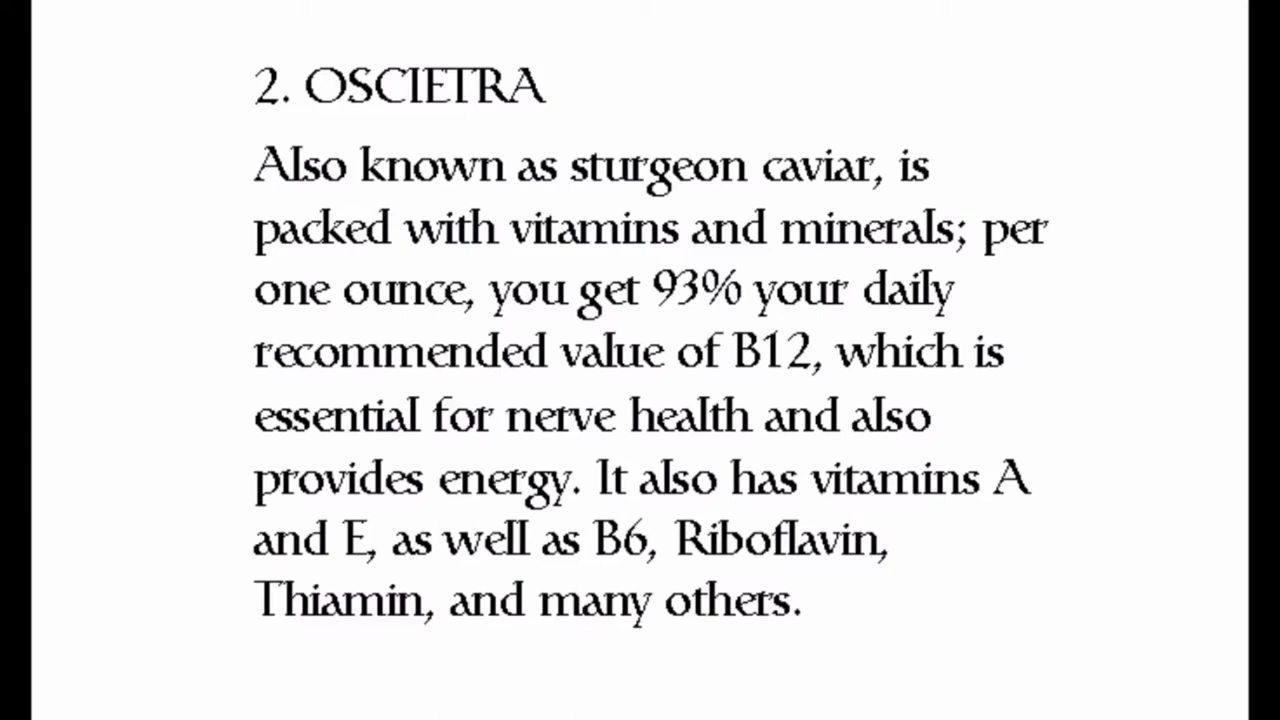 2. OSCIETRA
Also known as sturgeon caviar, is
packed with vitamins and minerals; per
one ounce, you get 93% your daily
recommended value of B12, which is
essential for nerve health and also
provides energy. It also has vitamins A
and E, as well as B6, Riboflavin,
Thiamin, and many others.